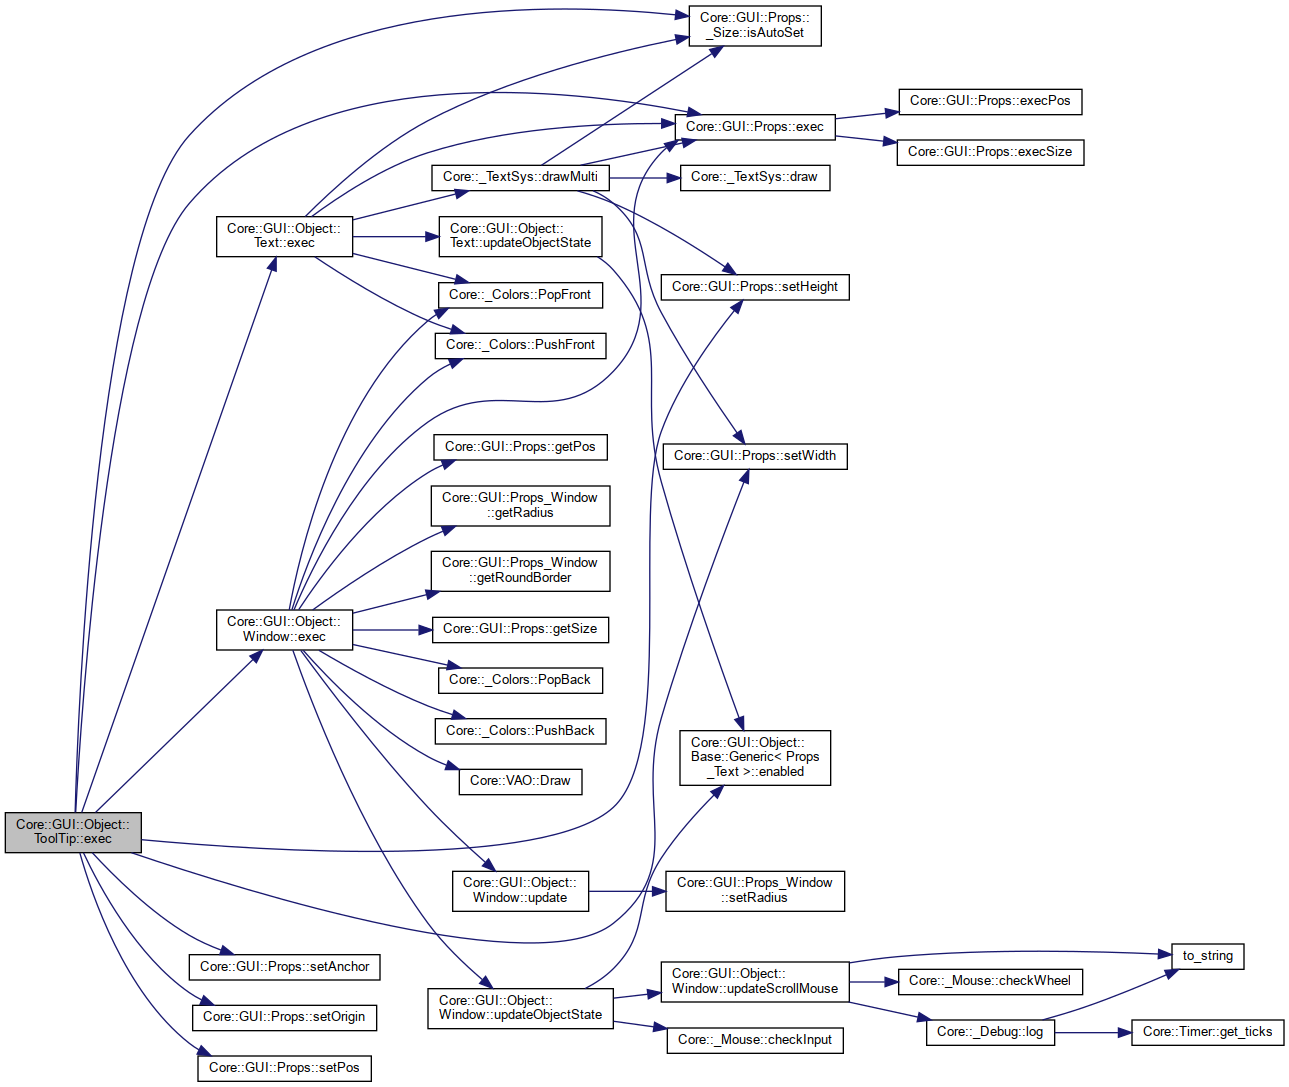 Core::GUI::Props::
_Size::isAutoSet
Core::GUI::Props::execPos
Core::GUI::Props::exec
Core::GUI::Props::execSize
Core::_TextSys::drawMulti
Core::_TextSys::draw
Core::GUI::Object::
Text::exec
Core::GUI::Object::
Text::updateObjectState
Core::GUI::Props::setHeight
Core::_Colors::PopFront
Core::_Colors::PushFront
Core::GUI::Props::getPos
Core::GUI::Props::setWidth
Core::GUI::Props_Window
::getRadius
Core::GUI::Props_Window
::getRoundBorder
Core::GUI::Object::
Window::exec
Core::GUI::Props::getSize
Core::_Colors::PopBack
Core::_Colors::PushBack
Core::GUI::Object::
Base::Generic< Props
_Text >::enabled
Core::VAO::Draw
Core::GUI::Object::
ToolTip::exec
Core::GUI::Object::
Window::update
Core::GUI::Props_Window
::setRadius
Core::GUI::Props::setAnchor
Core::GUI::Props::setOrigin
Core::GUI::Props::setPos
Core::GUI::Object::
Window::updateObjectState
Core::GUI::Object::
Window::updateScrollMouse
Core::_Mouse::checkInput
to_string
Core::_Mouse::checkWheel
Core::_Debug::log
Core::Timer::get_ticks